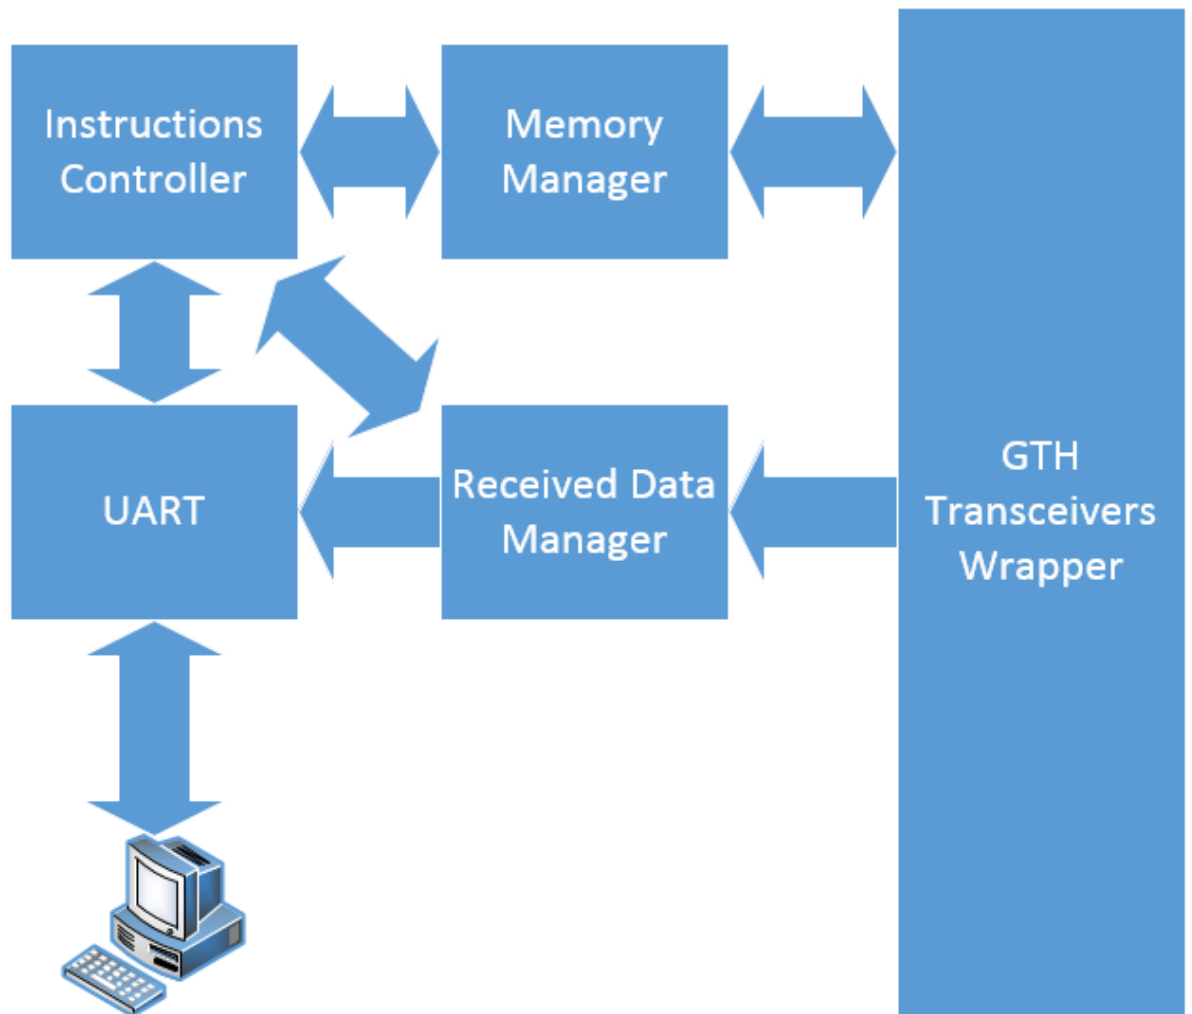 Instructions
Controller
Memory
Manager
UART
Received Data
Manager
GTH
Transceivers
Wrapper